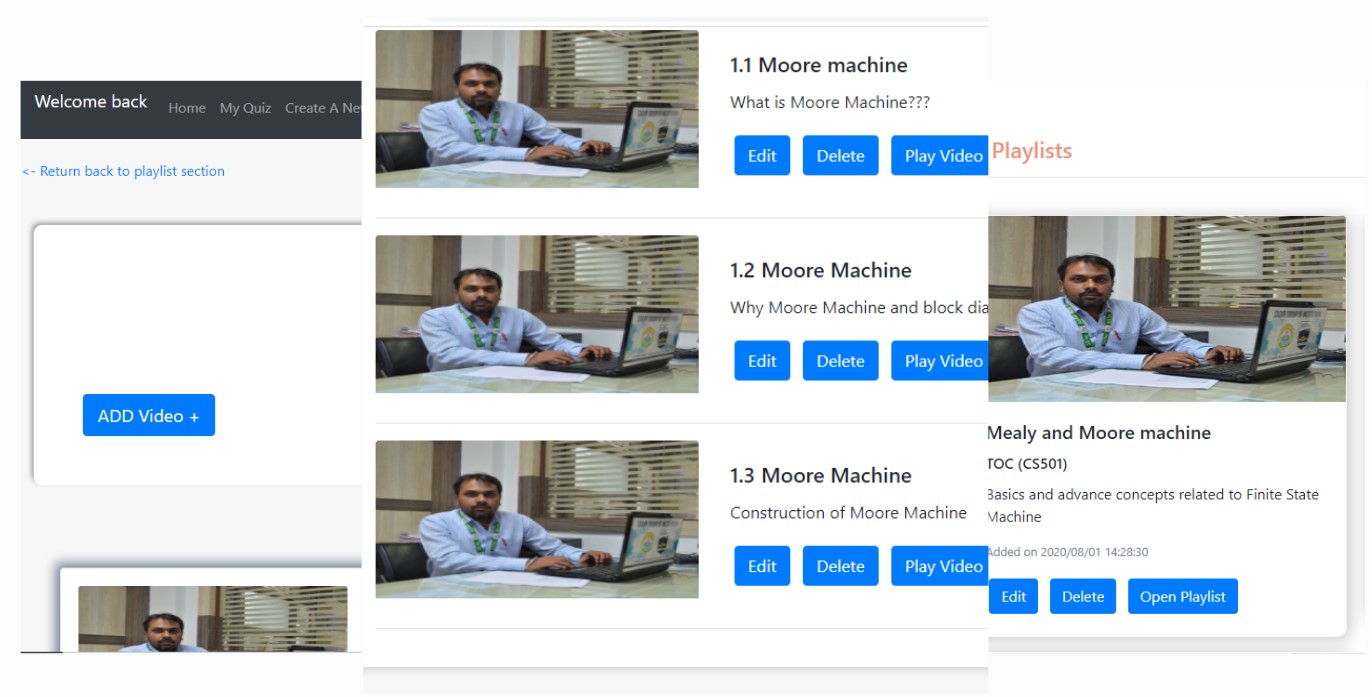 Welcome back Home My Quiz Create A Ne
<- Return back to playlist section
ADD Video +
1.1 Moore machine
What is Moore Machine???
Edit Delete Play Video
1.2 Moore Machine
Why Moore Machine and block dia
Edit Delete Play Video
1.3 Moore Machine
Construction of Moore Machine
Edit Delete Play Video
Playlists
Mealy and Moore machine
TOC (CS501)
Basics and advance concepts related to Finite State
Machine
Added on 2020/08/01 14:28:30
Edit Delete Open Playlist